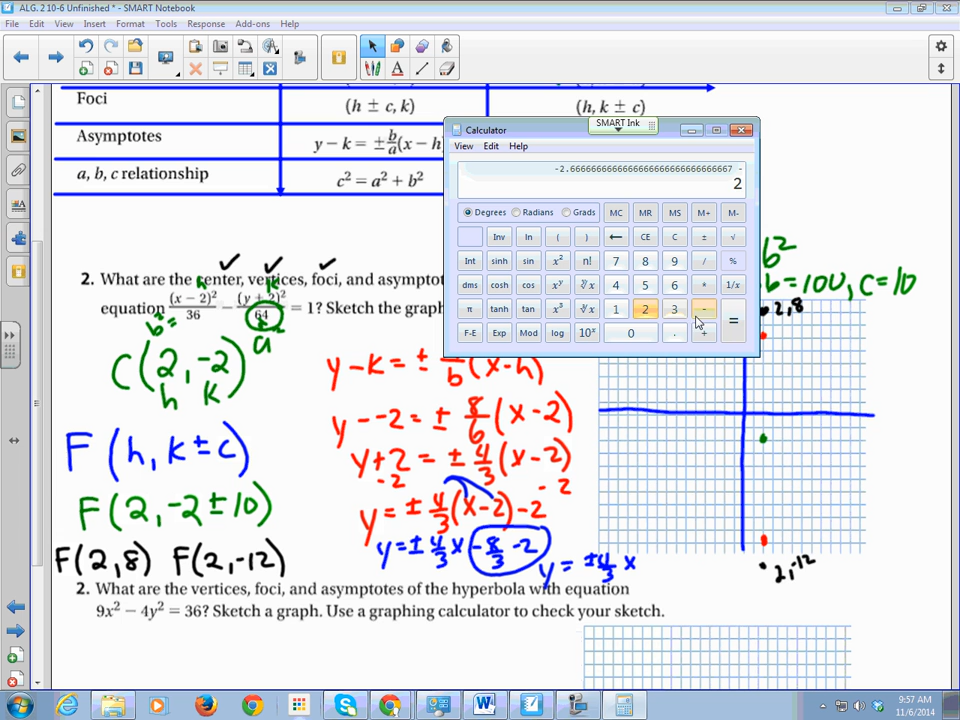 ALG. 2 10-6 Unfinished * - SMART Notebook
File Edit View Insert Format Tools Response Add-ons Help
Foci (h ± c, k) (h, k ± c)
Asymptotes y − k = ± b/a (x − h)
a, b, c relationship c² = a² + b²
SMART Ink
Calculator
View Edit Help
-2.6666666666666666666666666666667 -
2
Degrees Radians Grads MC MR MS M+ M-
Inv ln ( ) ← CE C ± √
Int sinh sin x² n! 7 8 9 / %
dms cosh cos xʸ ʸ√x 4 5 6 * 1/x
π tanh tan x³ ³√x 1 2 3 - =
F-E Exp Mod log 10ˣ 0 . +
b²
b = 100, C = 10
2, 8
h k
2. What are the center, vertices, foci, and asympto
equation (x − 2)²/36 − (y + 2)²/64 = 1? Sketch the graph
b² = a²
C(2, -2)
h k
F(h, k ± c)
F(2, -2 ± 10)
F(2, 8) F(2, -12)
y − k = ± /b (x − h)
y − −2 = ± 8/6 (x − 2)
y + 2 = ± 4/3 (x − 2)
-2 -2
y = ± 4/3 (x − 2) − 2
y = ± 4/3 x − 8/3 − 2
y = ± 4/3 x
2, -12
2. What are the vertices, foci, and asymptotes of the hyperbola with equation
9x² − 4y² = 36? Sketch a graph. Use a graphing calculator to check your sketch.
9:57 AM
11/6/2014